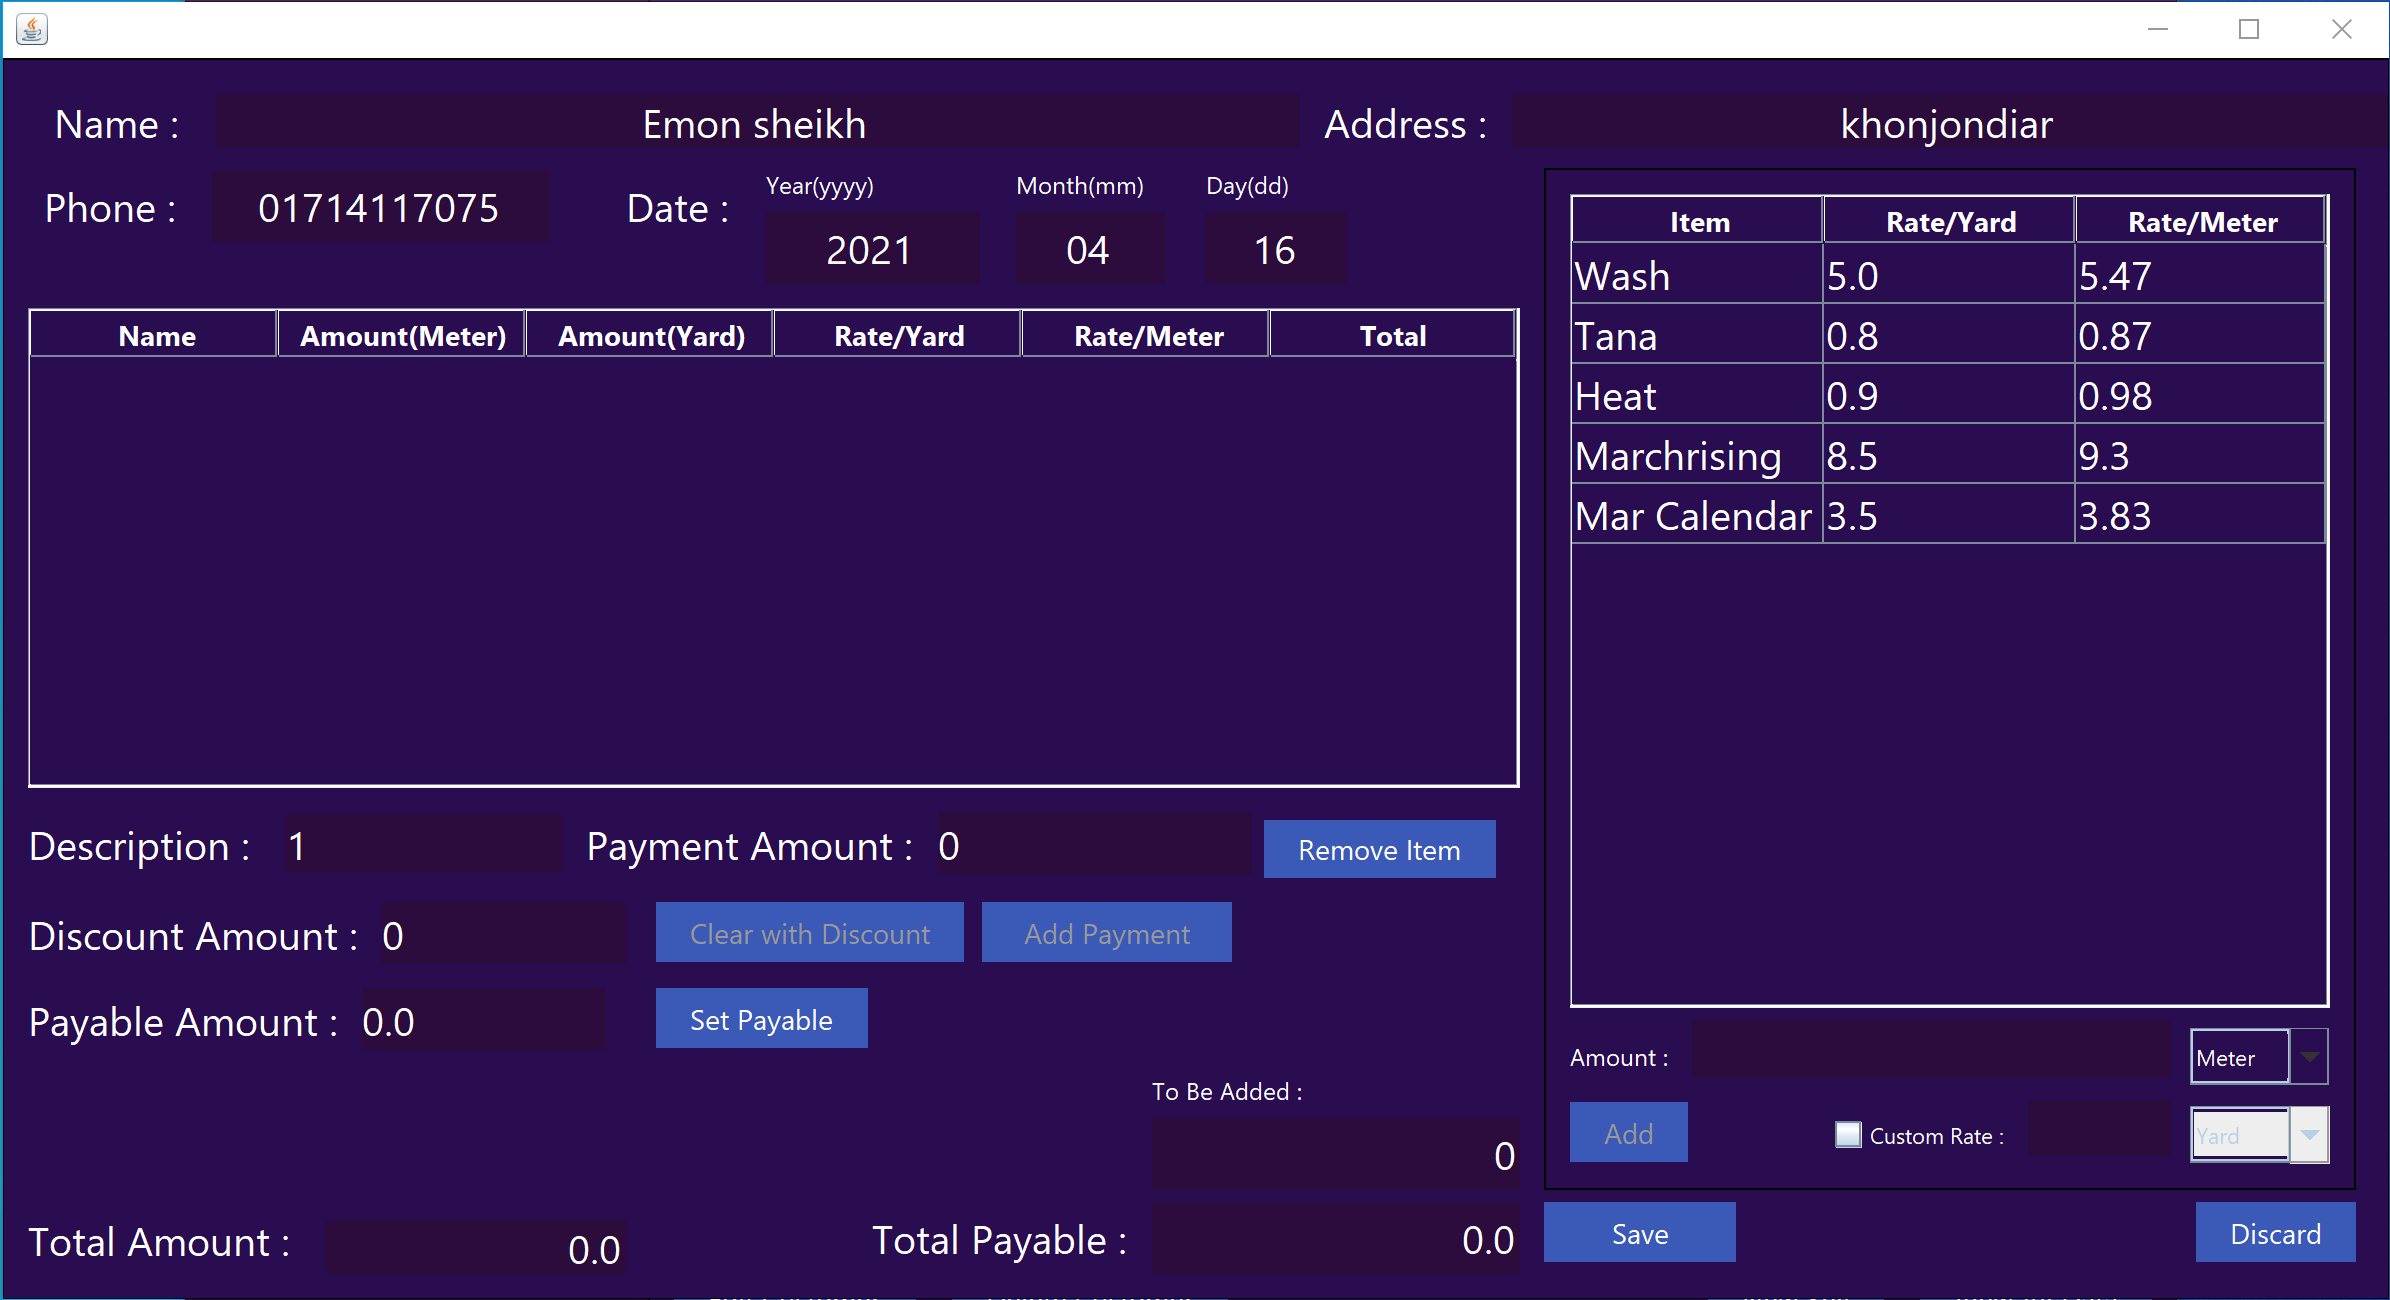 Name : Emon sheikh Address : khonjondiar
Phone : 01714117075 Date : Year(yyyy) Month(mm) Day(dd)
2021 04 16
Name Amount(Meter) Amount(Yard) Rate/Yard Rate/Meter Total
Item Rate/Yard Rate/Meter
Wash 5.0 5.47
Tana 0.8 0.87
Heat 0.9 0.98
Marchrising 8.5 9.3
Mar Calendar 3.5 3.83
Description : 1 Payment Amount : 0 Remove Item
Discount Amount : 0 Clear with Discount Add Payment
Payable Amount : 0.0 Set Payable
Amount : Meter
Add Custom Rate : Yard
To Be Added :
0
Total Amount : 0.0 Total Payable : 0.0
Save Discard